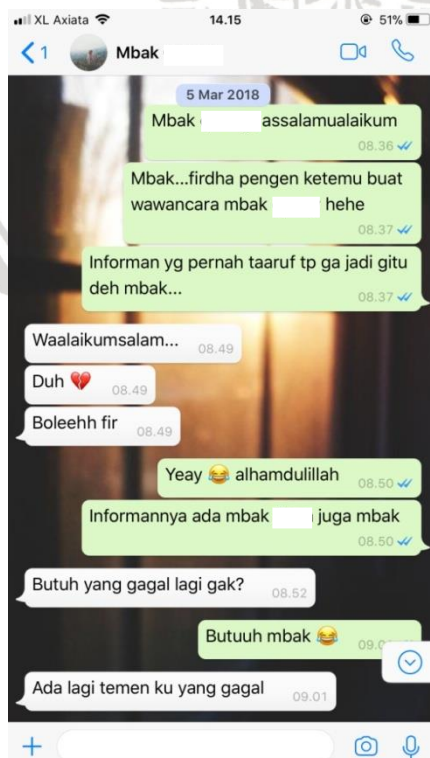 XL Axiata 14.15 51%
1 Mbak
5 Mar 2018
Mbak assalamualaikum
08.36
Mbak...firdha pengen ketemu buat
wawancara mbak hehe
08.37
Informan yg pernah taaruf tp ga jadi gitu
deh mbak...
08.37
Waalaikumsalam... 08.49
Duh 💔 08.49
Boleehh fir 08.49
Yeay 😂 alhamdulillah 08.50
Informannya ada mbak juga mbak
08.50
Butuh yang gagal lagi gak? 08.52
Butuuh mbak 😂
Ada lagi temen ku yang gagal 09.01